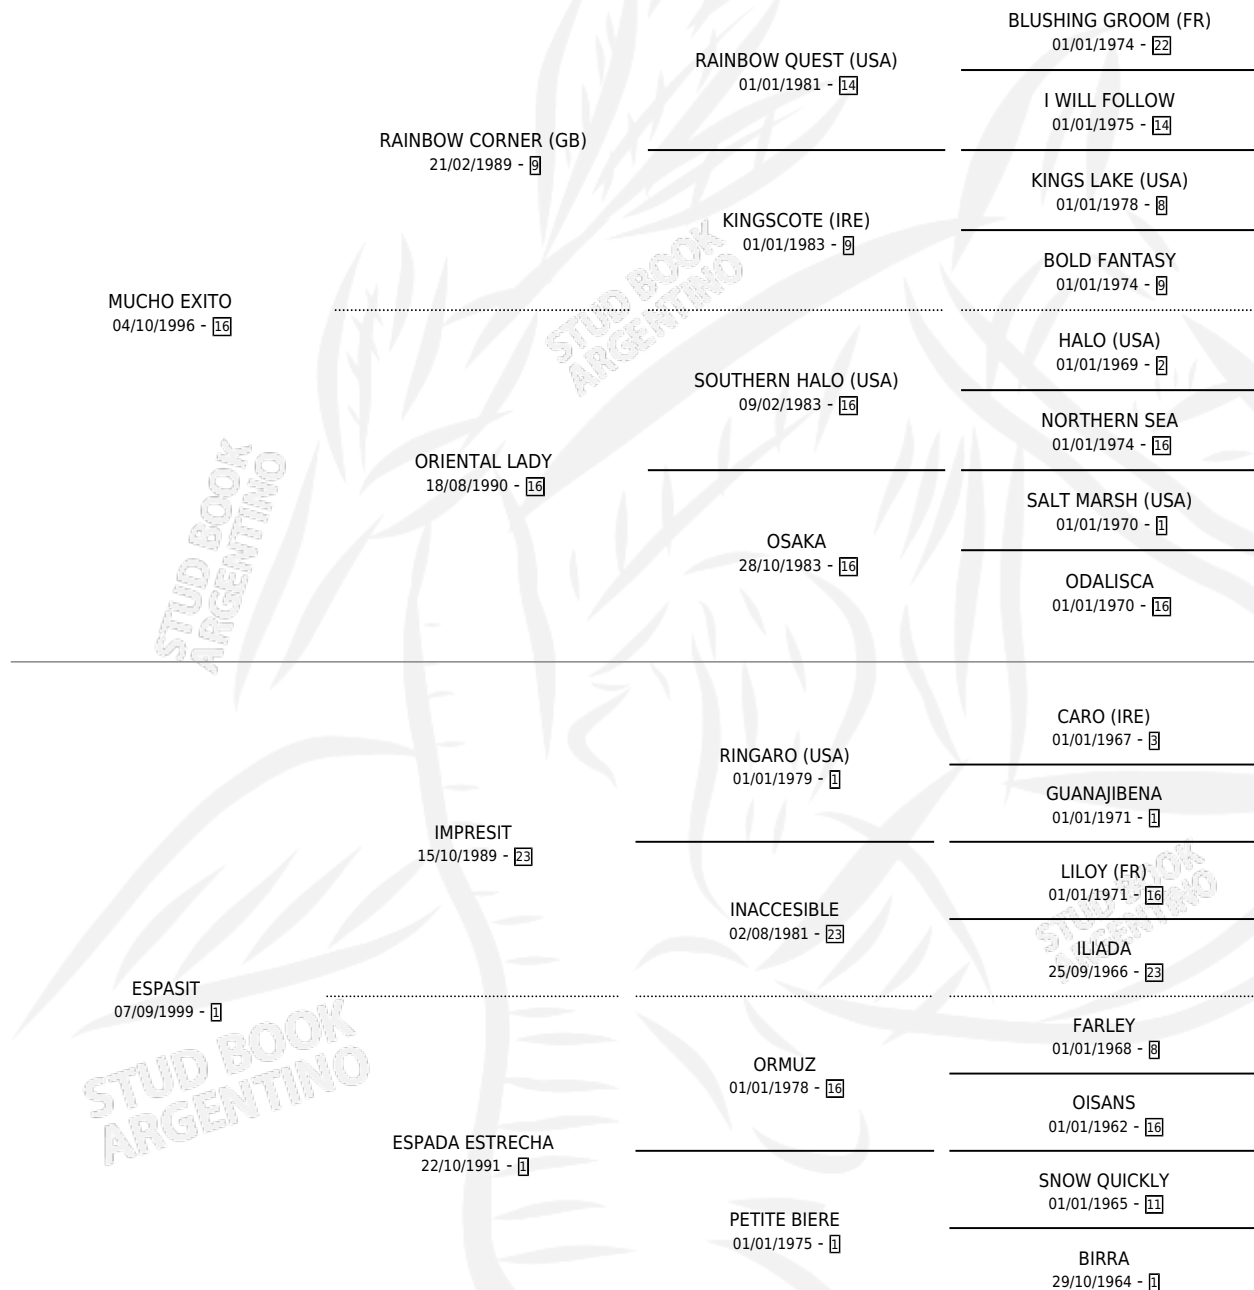 BLUSHING GROOM (FR)
01/01/1974 - 22
RAINBOW QUEST (USA)
01/01/1981 - 14
I WILL FOLLOW
01/01/1975 - 14
RAINBOW CORNER (GB)
21/02/1989 - 9
KINGS LAKE (USA)
01/01/1978 - 8
KINGSCOTE (IRE)
01/01/1983 - 9
BOLD FANTASY
01/01/1974 - 9
MUCHO EXITO
04/10/1996 - 16
HALO (USA)
01/01/1969 - 2
SOUTHERN HALO (USA)
09/02/1983 - 16
NORTHERN SEA
01/01/1974 - 16
ORIENTAL LADY
18/08/1990 - 16
SALT MARSH (USA)
01/01/1970 - 1
OSAKA
28/10/1983 - 16
ODALISCA
01/01/1970 - 16
CARO (IRE)
01/01/1967 - 3
RINGARO (USA)
01/01/1979 - 1
GUANAJIBENA
01/01/1971 - 1
IMPRESIT
15/10/1989 - 23
LILOY (FR)
01/01/1971 - 16
INACCESIBLE
02/08/1981 - 23
ILIADA
25/09/1966 - 23
ESPASIT
07/09/1999 - 1
FARLEY
01/01/1968 - 8
ORMUZ
01/01/1978 - 16
OISANS
01/01/1962 - 16
ESPADA ESTRECHA
22/10/1991 - 1
SNOW QUICKLY
01/01/1965 - 11
PETITE BIERE
01/01/1975 - 1
BIRRA
29/10/1964 - 1
STUD BOOK
ARGENTINO
STUD BOOK
ARGENTINO
STUD BOOK
ARGENTINO
STUD BOOK
ARGENTINO